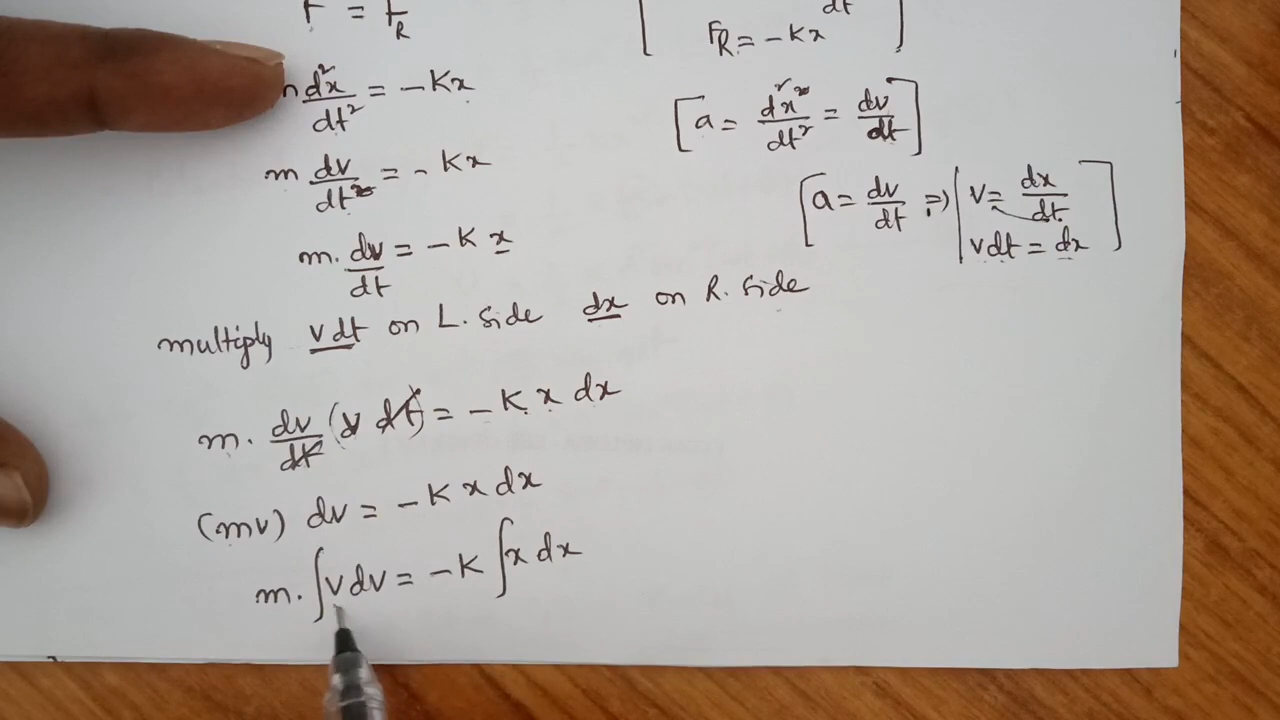 F = F_R
dt
F_R = -Kx
m d²x/dt² = -Kx
[a = d²x/dt² = dv/dt]
m dv/dt = -Kx
[a = dv/dt ⇒ | v = dx/dt
vdt = dx ]
m. dv/dt = -K x
multiply vdt on L. side dx on R. side
m. dv/dt (v dt) = -K x dx
(mv) dv = -K x dx
m. ∫v dv = -K ∫x dx